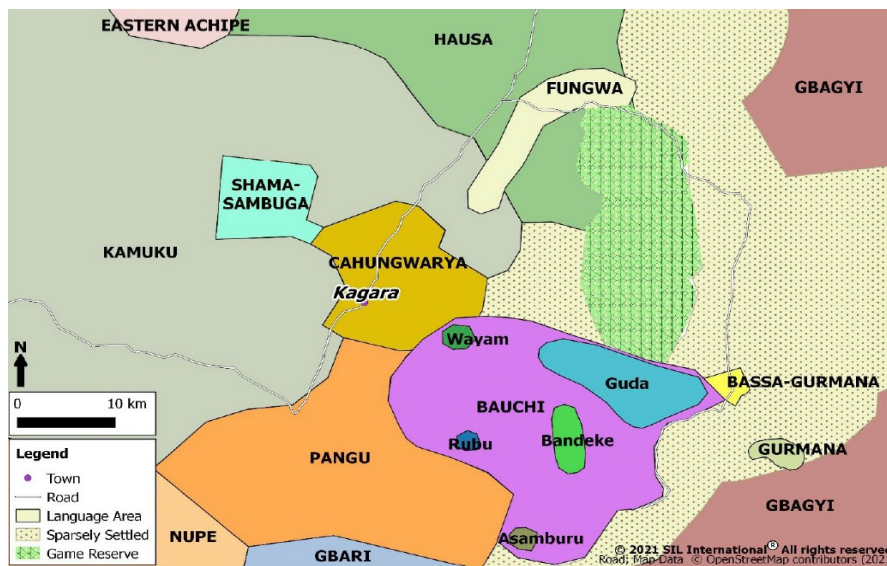 EASTERN ACHIPE
HAUSA
FUNGWA
GBAGYI
SHAMA-
SAMBUGA
KAMUKU
CAHUNGWARYA
Kagara
Wayam
Guda
BASSA-GURMANA
BAUCHI
Rubu
Bandeke
PANGU
GURMANA
GBAGYI
NUPE
GBARI
Asamburu
N
0 10 km
Legend
Town
Road
Language Area
Sparsely Settled
Game Reserve
© 2021 SIL International® All rights reserved
Road; Map Data © OpenStreetMap contributors (202